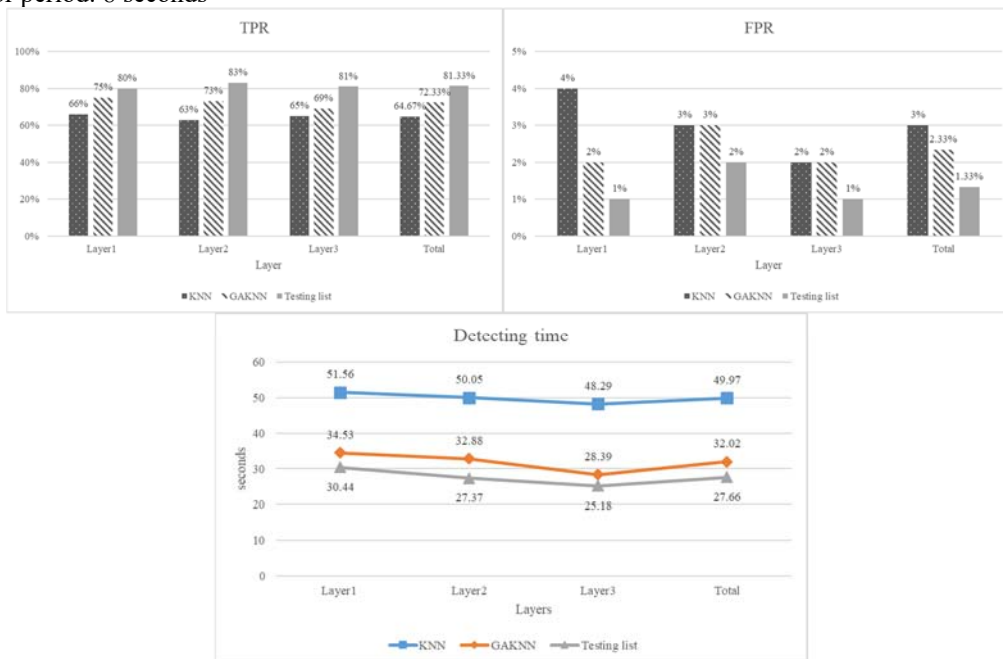 period: 8 seconds
TPR
100%
80%
60%
40%
20%
0%
66%
75%
80%
63%
73%
83%
65%
69%
81%
64.67%
72.33%
81.33%
Layer1
Layer2
Layer3
Total
Layer
KNN
GAKNN
Testing list
FPR
5%
4%
3%
2%
1%
0%
4%
2%
1%
3%
3%
2%
2%
2%
1%
3%
2.33%
1.33%
Layer1
Layer2
Layer3
Total
Layer
KNN
GAKNN
Testing list
Detecting time
seconds
60
50
40
30
20
10
0
51.56
50.05
48.29
49.97
34.53
32.88
28.39
32.02
30.44
27.37
25.18
27.66
Layer1
Layer2
Layer3
Total
Layers
KNN
GAKNN
Testing list